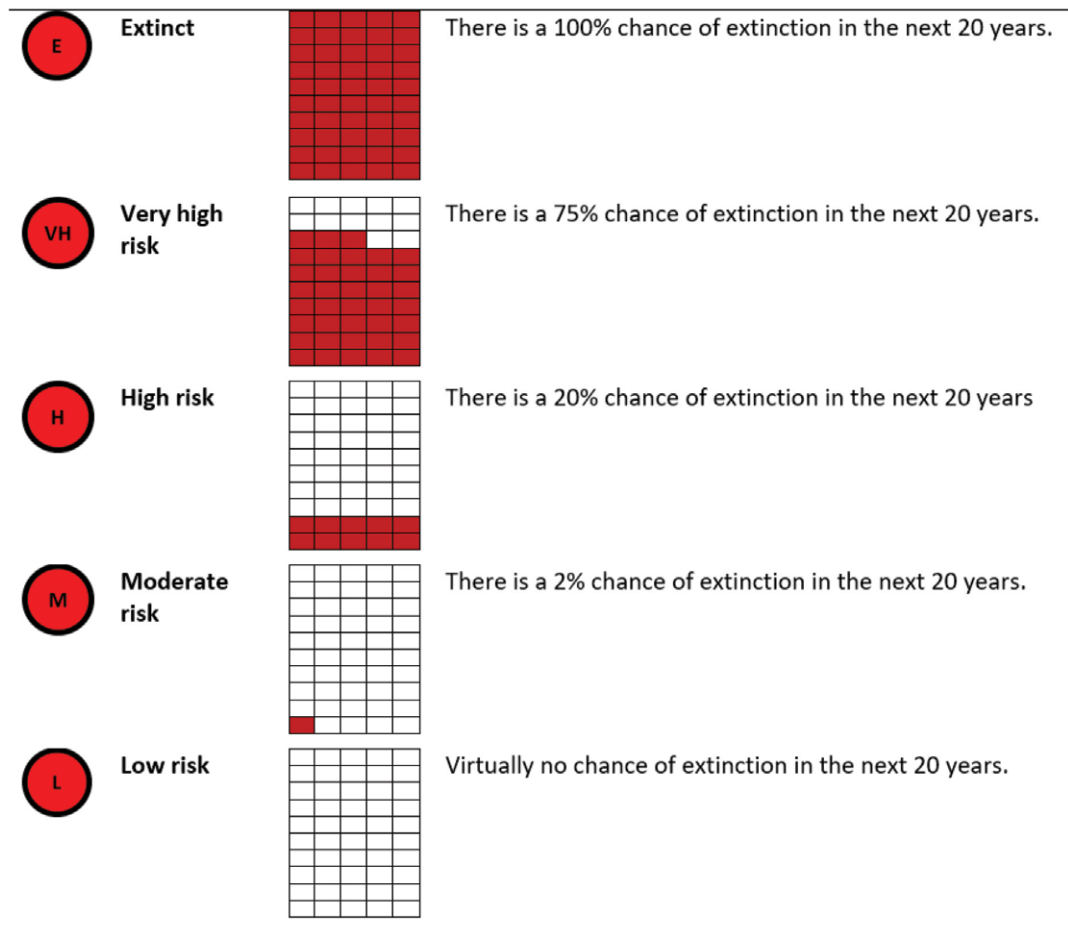 E
Extinct
There is a 100% chance of extinction in the next 20 years.
VH
Very high
risk
There is a 75% chance of extinction in the next 20 years.
H
High risk
There is a 20% chance of extinction in the next 20 years
M
Moderate
risk
There is a 2% chance of extinction in the next 20 years.
L
Low risk
Virtually no chance of extinction in the next 20 years.